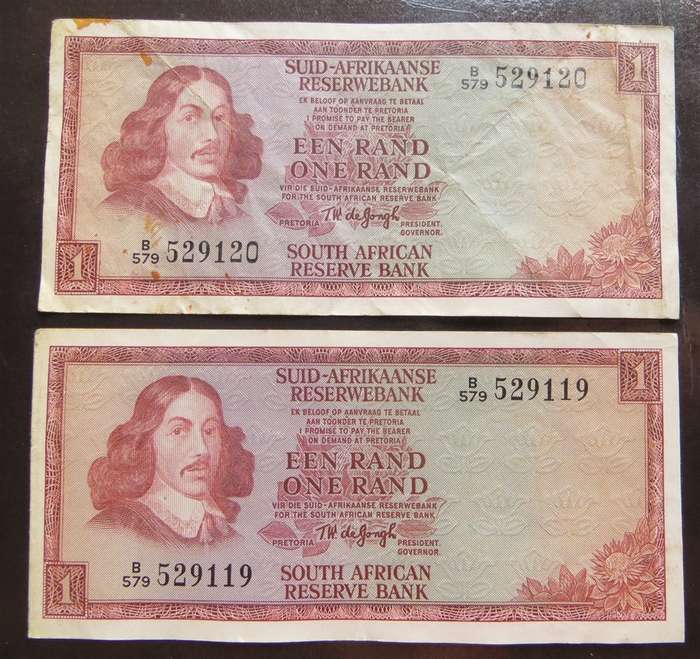 SUID-AFRIKAANSE
RESERWEBANK
B/579 529120
1
EK BELOOF OP AANVRAAG TE BETAAL
AAN TOONDER TE PRETORIA
I PROMISE TO PAY THE BEARER
ON DEMAND AT PRETORIA
EEN RAND
ONE RAND
VIR DIE SUID-AFRIKAANSE RESERWEBANK
FOR THE SOUTH AFRICAN RESERVE BANK
T.W. de Jongh
PRETORIA
PRESIDENT.
GOVERNOR.
B/579 529120
1
SOUTH AFRICAN
RESERVE BANK
SUID-AFRIKAANSE
RESERWEBANK
B/579 529119
1
EK BELOOF OP AANVRAAG TE BETAAL
AAN TOONDER TE PRETORIA
I PROMISE TO PAY THE BEARER
ON DEMAND AT PRETORIA
EEN RAND
ONE RAND
VIR DIE SUID-AFRIKAANSE RESERWEBANK
FOR THE SOUTH AFRICAN RESERVE BANK
T.W. de Jongh
PRETORIA
PRESIDENT.
GOVERNOR.
B/579 529119
1
SOUTH AFRICAN
RESERVE BANK